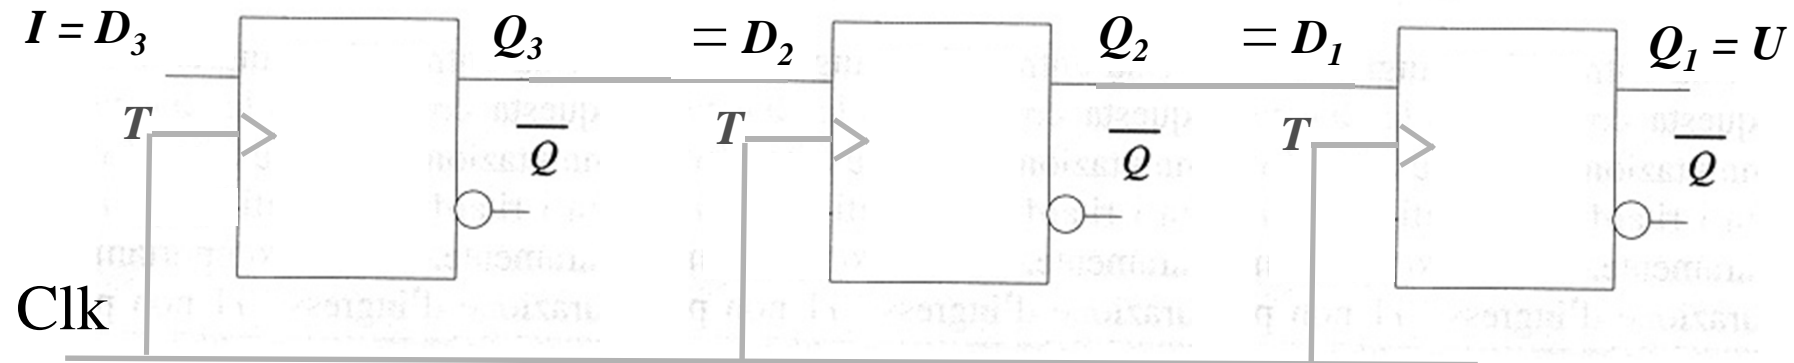 I = D₃
Q₃
= D₂
Q₂
= D₁
Q₁ = U
T
T
T
Q̅
Q̅
Q̅
Clk